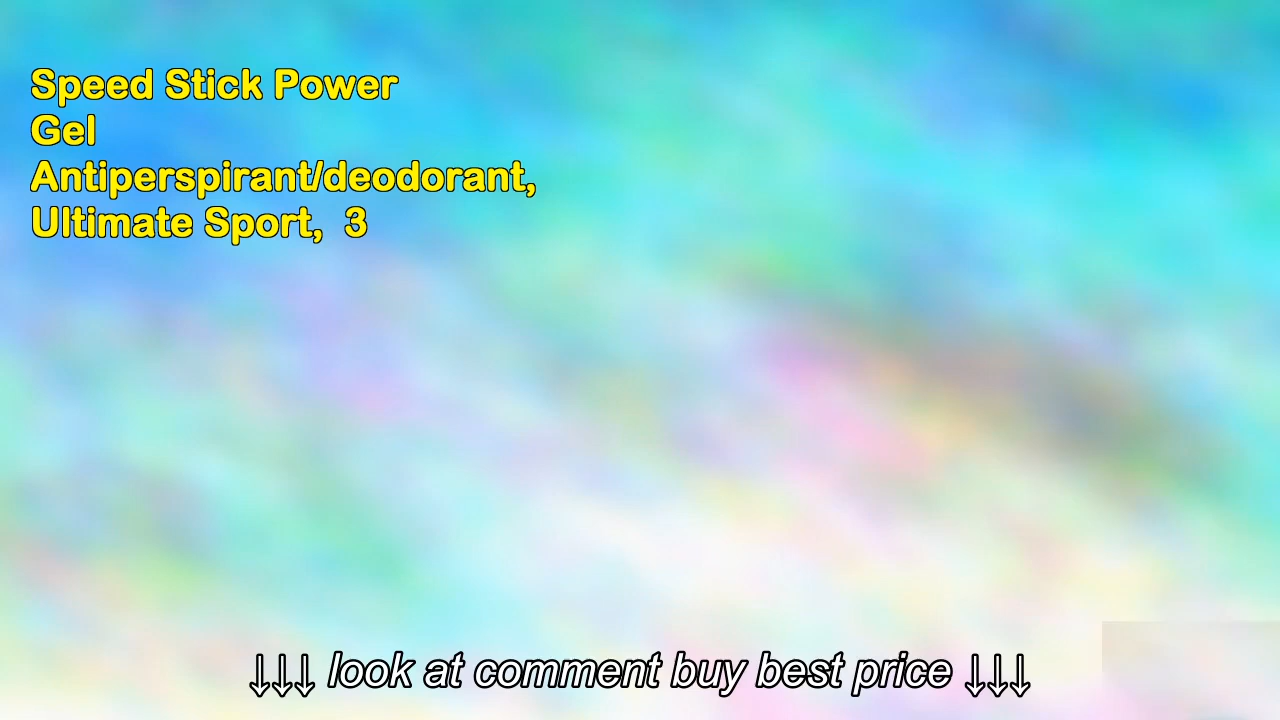 Speed Stick Power
Gel
Antiperspirant/deodorant,
Ultimate Sport,  3
↓↓↓ look at comment buy best price ↓↓↓